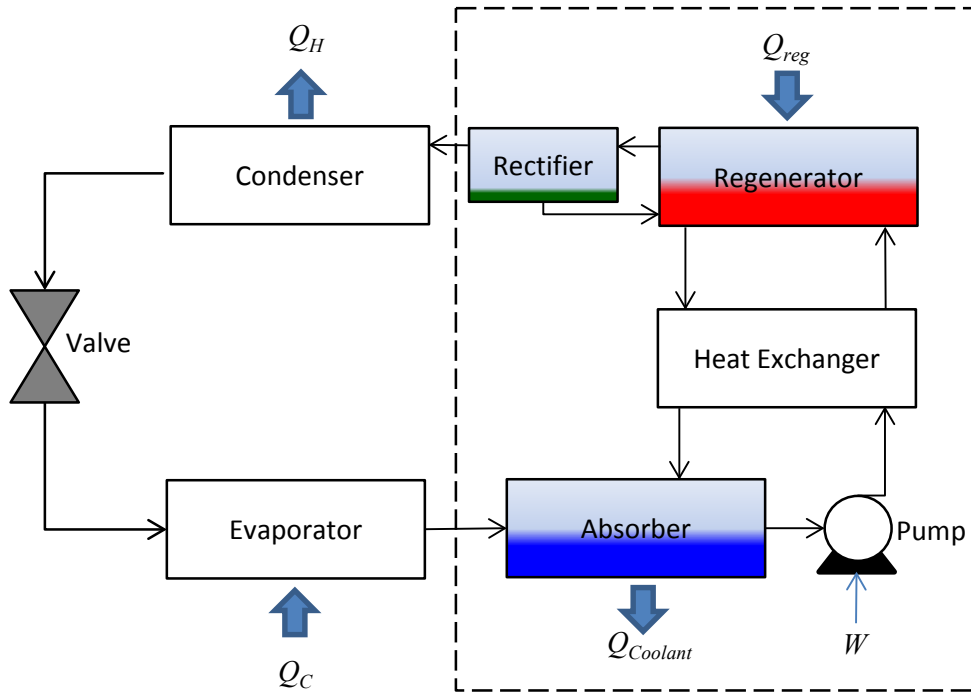 Q_H
Q_reg
Condenser
Rectifier
Regenerator
Valve
Heat Exchanger
Evaporator
Absorber
Pump
Q_C
Q_Coolant
W